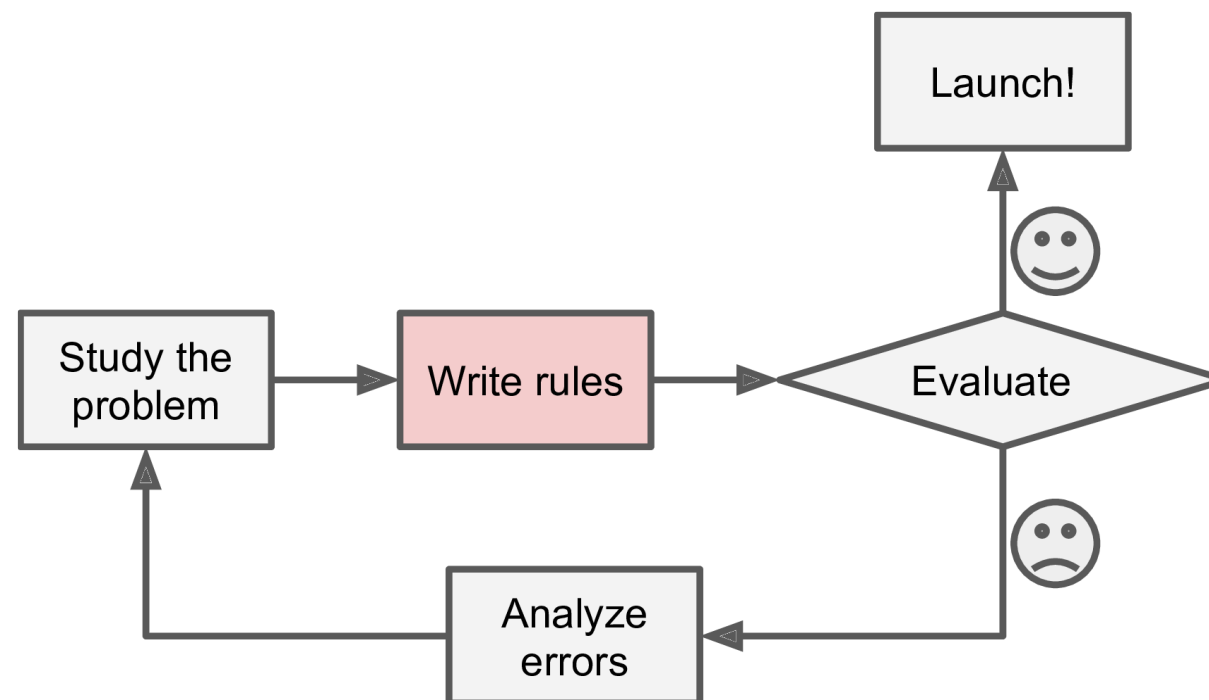 Launch!
Study the
problem
Write rules
Evaluate
Analyze
errors